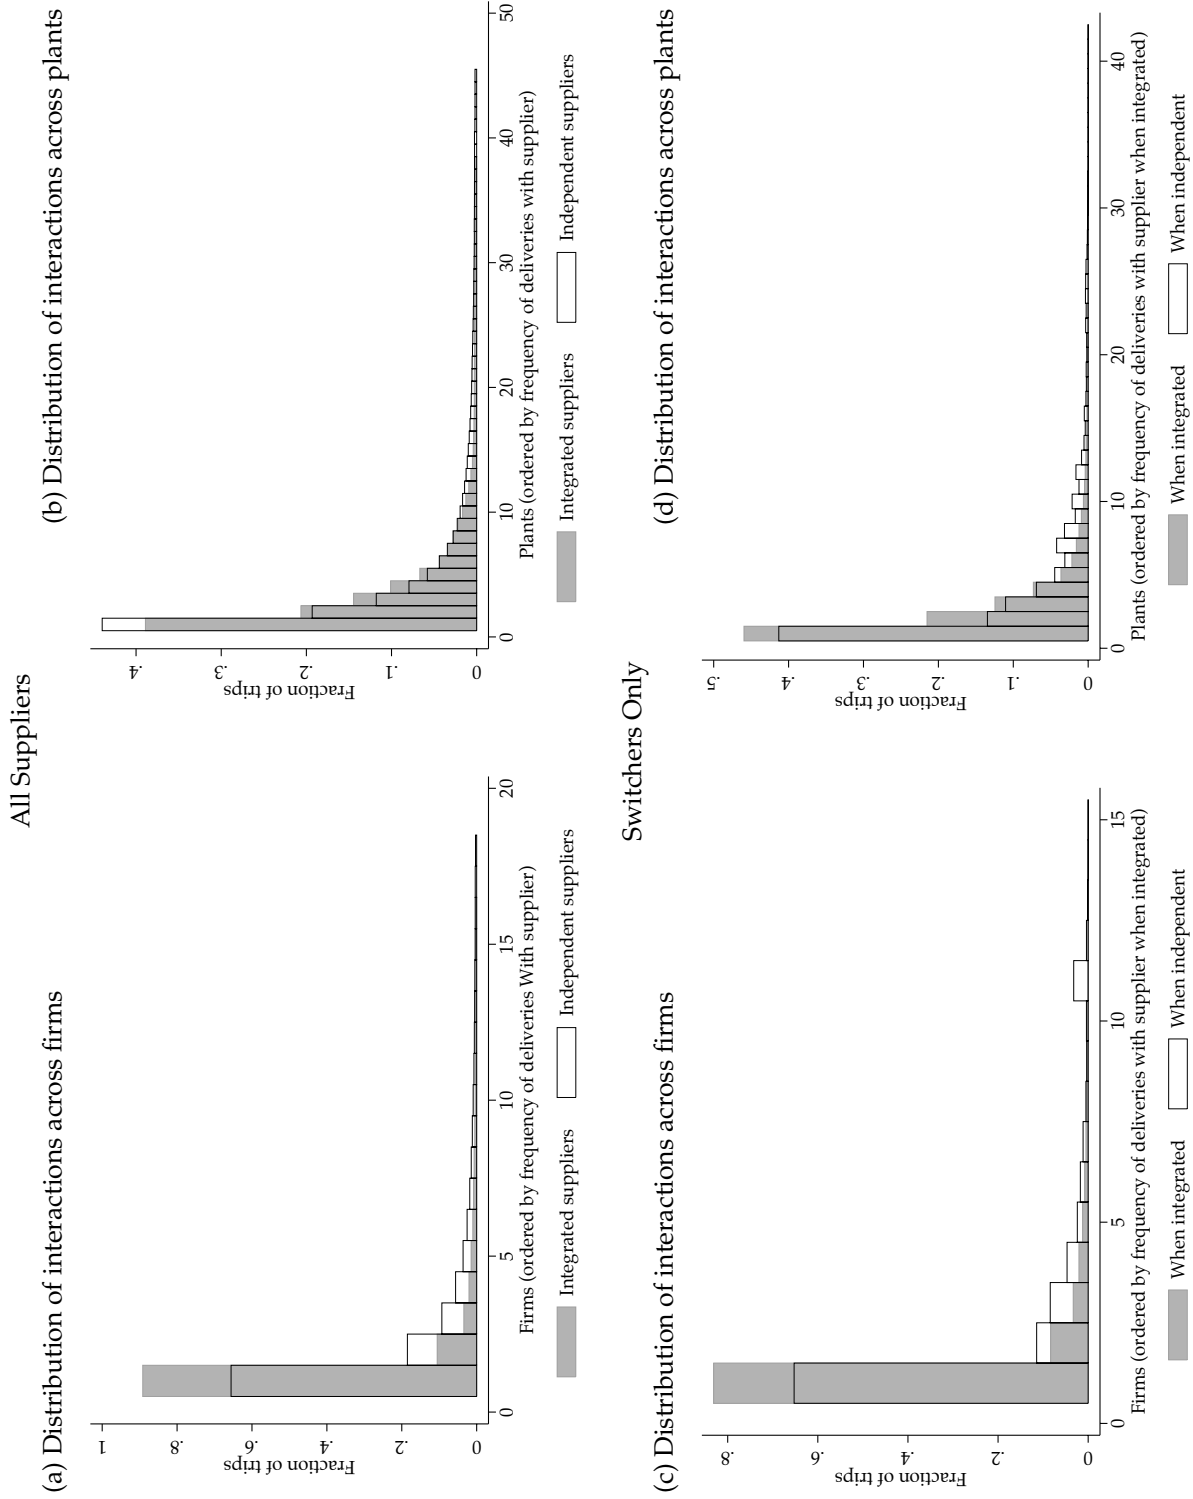 All Suppliers
(a) Distribution of interactions across firms
Fraction of trips
1
.8
.6
.4
.2
0
0 5 10 15 20
Firms (ordered by frequency of deliveries With supplier)
Integrated suppliers Independent suppliers
(b) Distribution of interactions across plants
Fraction of trips
.4
.3
.2
.1
0
0 10 20 30 40 50
Plants (ordered by frequency of deliveries with supplier)
Integrated suppliers Independent suppliers
Switchers Only
(c) Distribution of interactions across firms
Fraction of trips
.8
.6
.4
.2
0
0 5 10 15
Firms (ordered by frequency of deliveries with supplier when integrated)
When integrated When independent
(d) Distribution of interactions across plants
Fraction of trips
.5
.4
.3
.2
.1
0
0 10 20 30 40
Plants (ordered by frequency of deliveries with supplier when integrated)
When integrated When independent